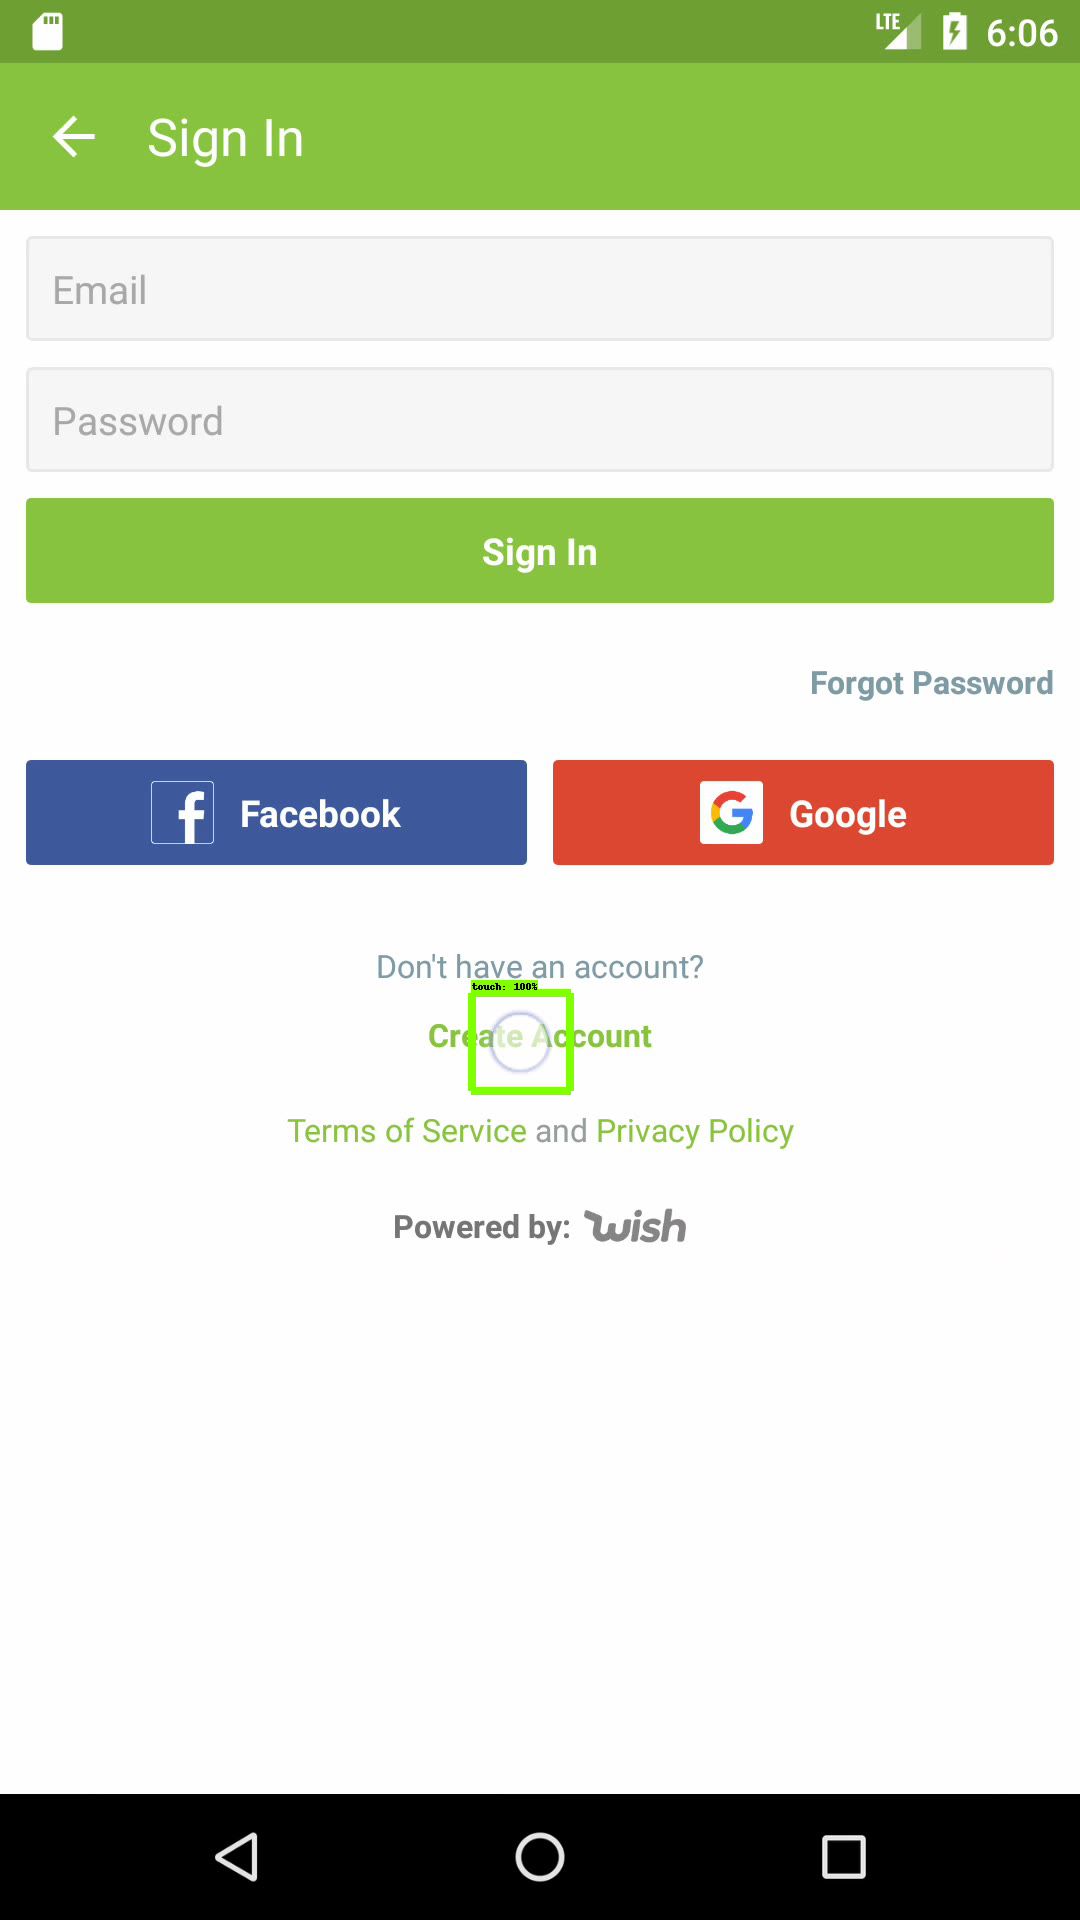 LTE 6:06
Sign In
Email
Password
Sign In
Forgot Password
Facebook
Google
Don't have an account?
touch: 100%
Create Account
Terms of Service and Privacy Policy
Powered by: wish